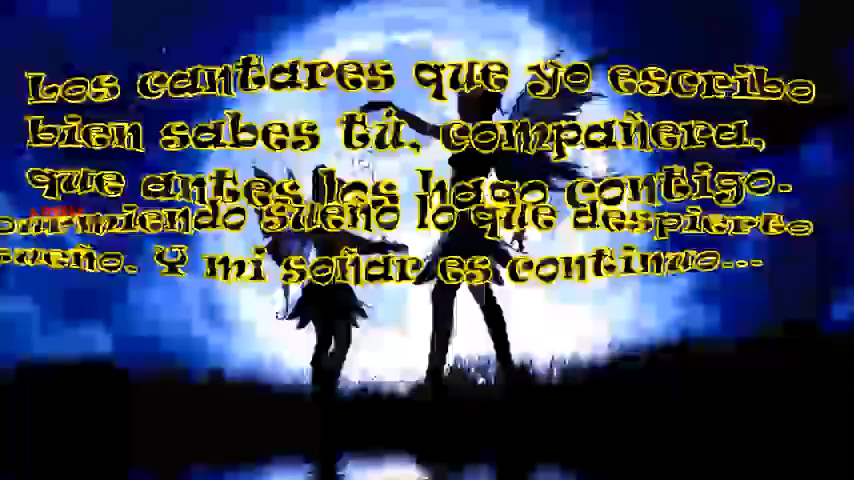 Los cantares que yo escribo
bien sabes tú, compañera,
que antes los hago contigo.
durmiendo sueño lo que despierto
sueño. Y mi soñar es continuo...